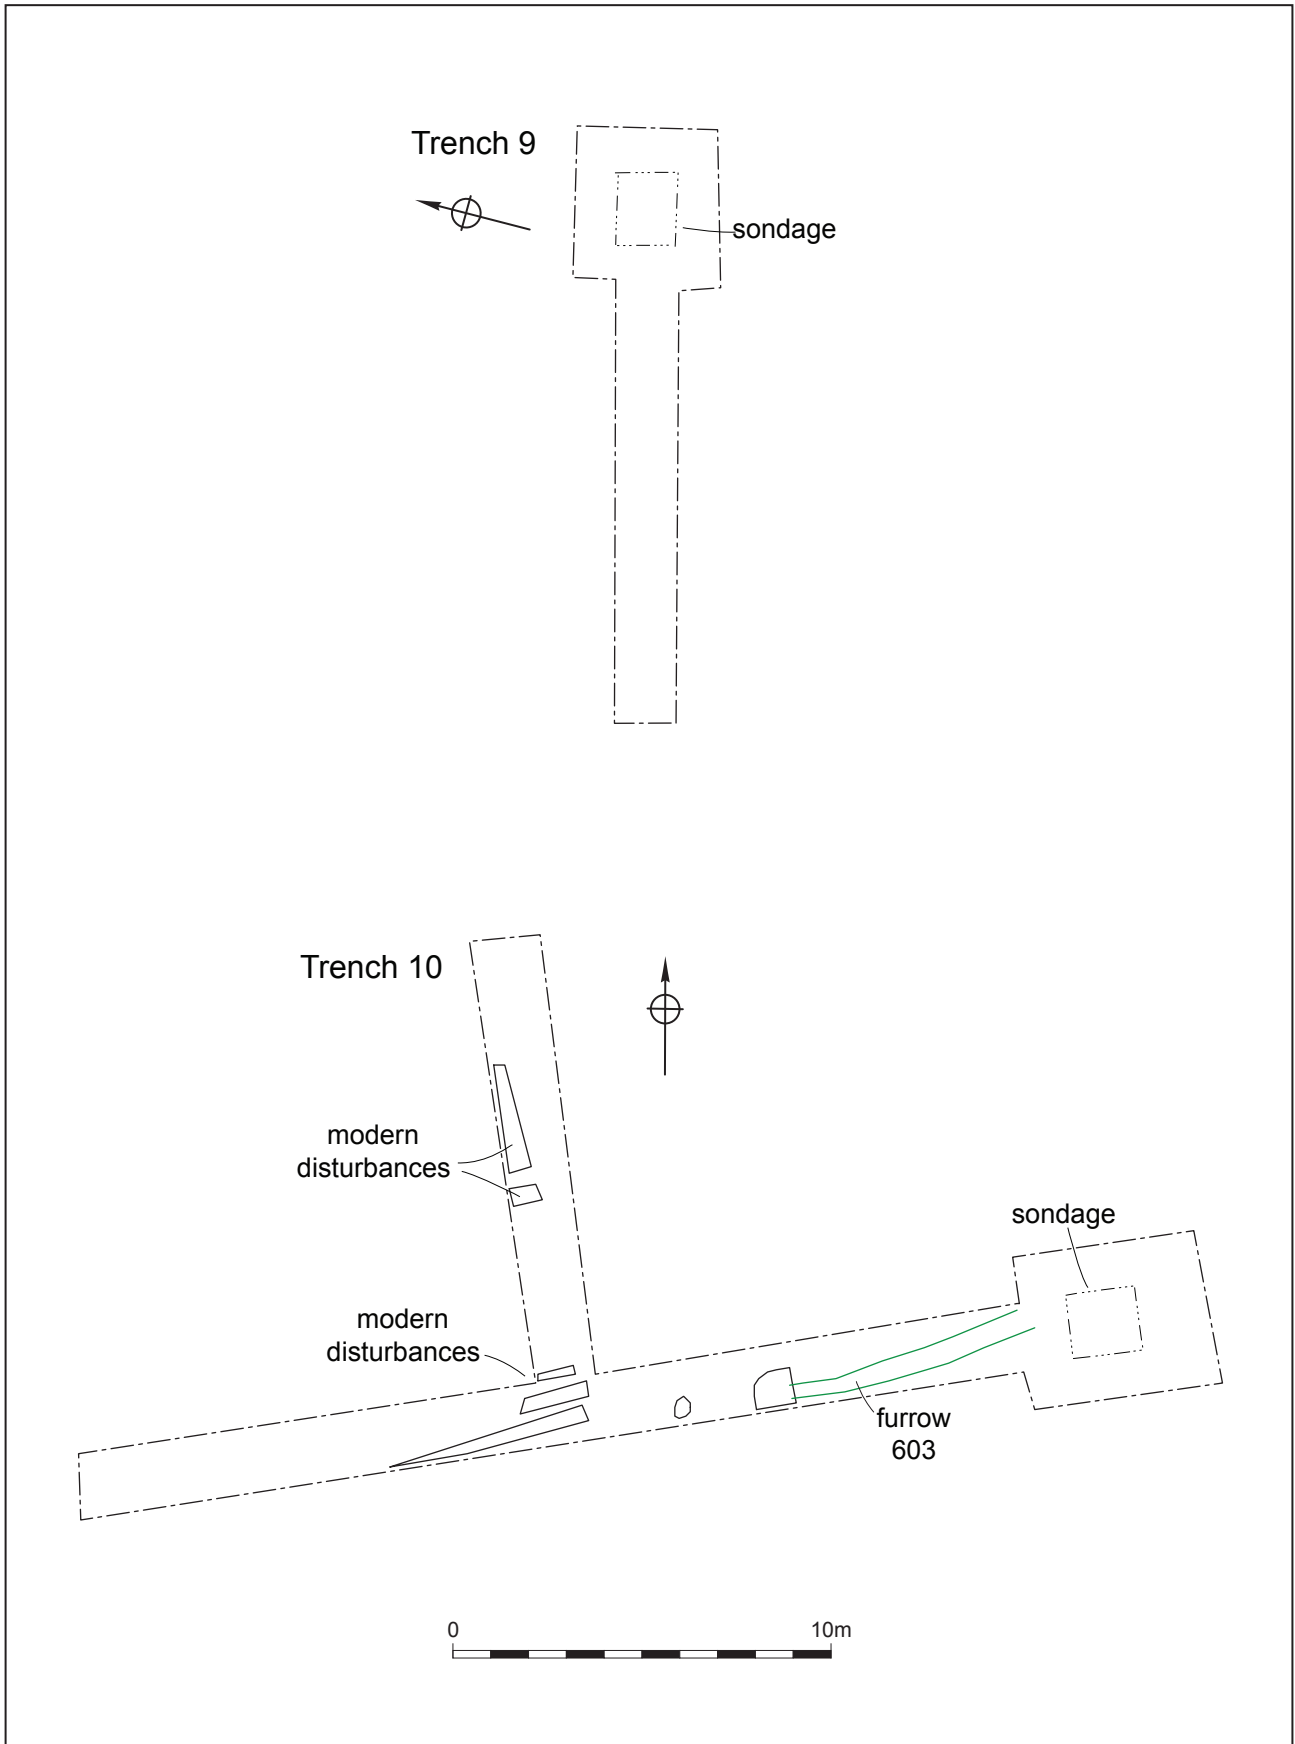 Trench 9
sondage
Trench 10
modern
disturbances
sondage
modern
disturbances
furrow
603
0 10m